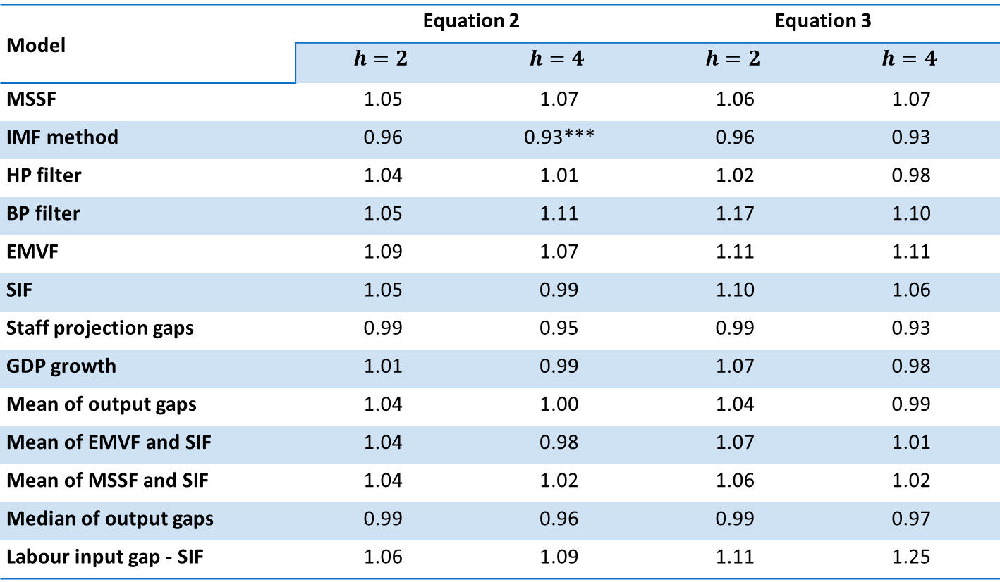 Model Equation 2 Equation 3
h = 2 h = 4 h = 2 h = 4
MSSF 1.05 1.07 1.06 1.07
IMF method 0.96 0.93*** 0.96 0.93
HP filter 1.04 1.01 1.02 0.98
BP filter 1.05 1.11 1.17 1.10
EMVF 1.09 1.07 1.11 1.11
SIF 1.05 0.99 1.10 1.06
Staff projection gaps 0.99 0.95 0.99 0.93
GDP growth 1.01 0.99 1.07 0.98
Mean of output gaps 1.04 1.00 1.04 0.99
Mean of EMVF and SIF 1.04 0.98 1.07 1.01
Mean of MSSF and SIF 1.04 1.02 1.06 1.02
Median of output gaps 0.99 0.96 0.99 0.97
Labour input gap - SIF 1.06 1.09 1.11 1.25